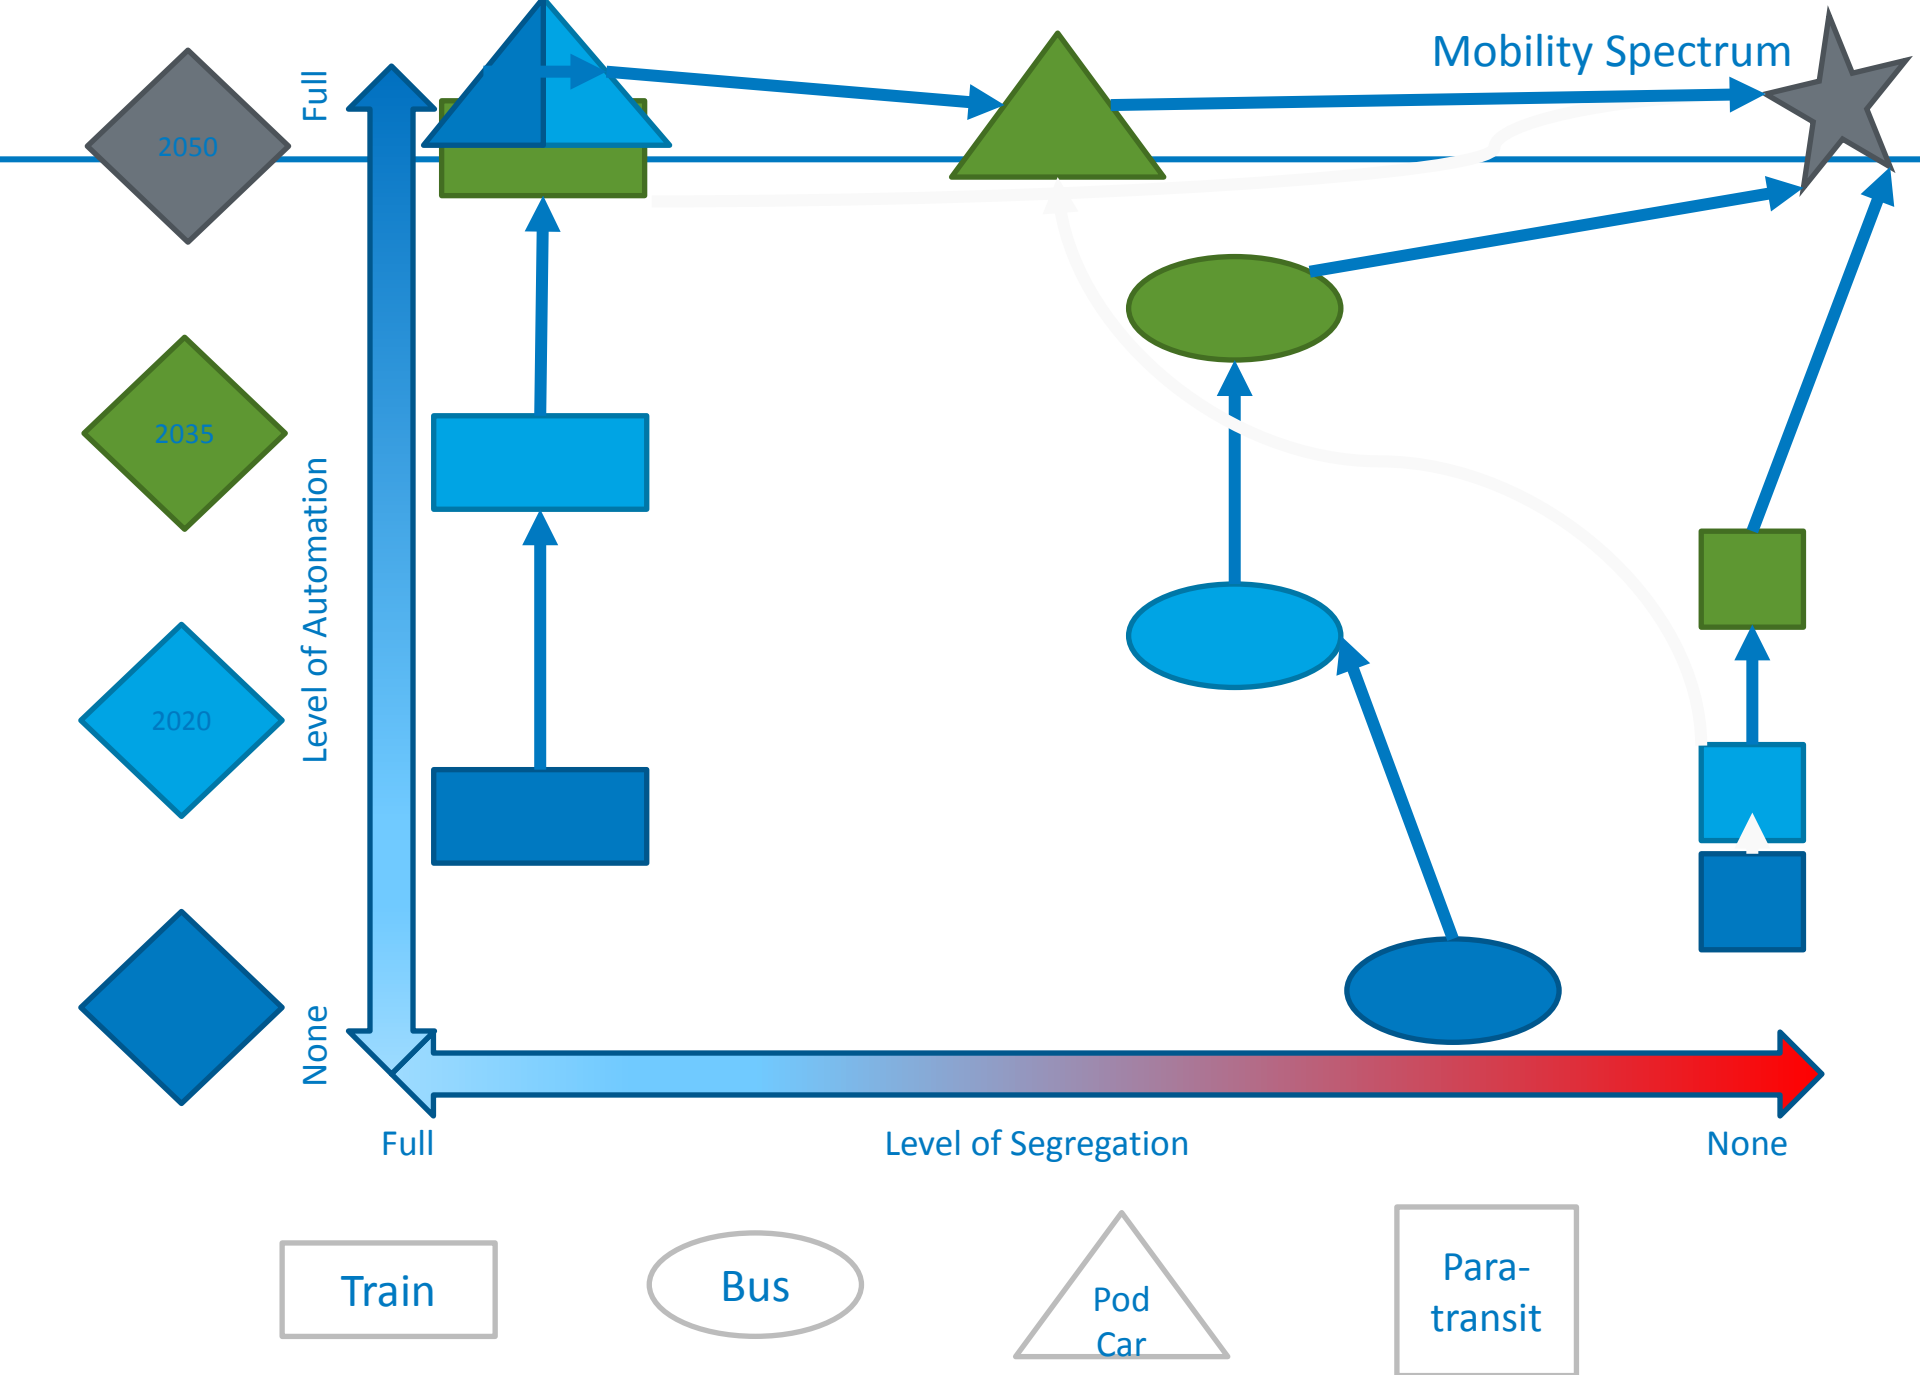 Mobility Spectrum
Full
2050
2035
Level of Automation
2020
None
Full
Level of Segregation
None
Train
Bus
Pod
Car
Para-
transit